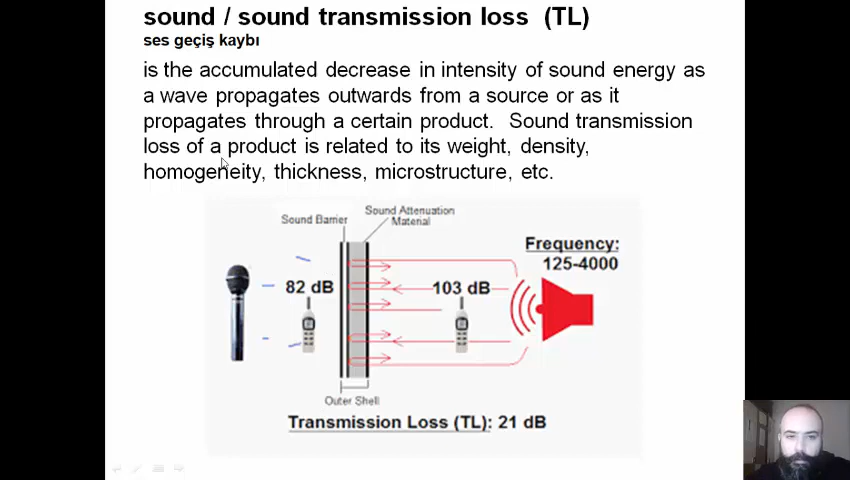 sound / sound transmission loss (TL)
ses geçiş kaybı
is the accumulated decrease in intensity of sound energy as
a wave propagates outwards from a source or as it
propagates through a certain product. Sound transmission
loss of a product is related to its weight, density,
homogeneity, thickness, microstructure, etc.
Sound Barrier
Sound Attenuation
Material
Frequency:
125-4000
82 dB
103 dB
Outer Shell
Transmission Loss (TL): 21 dB